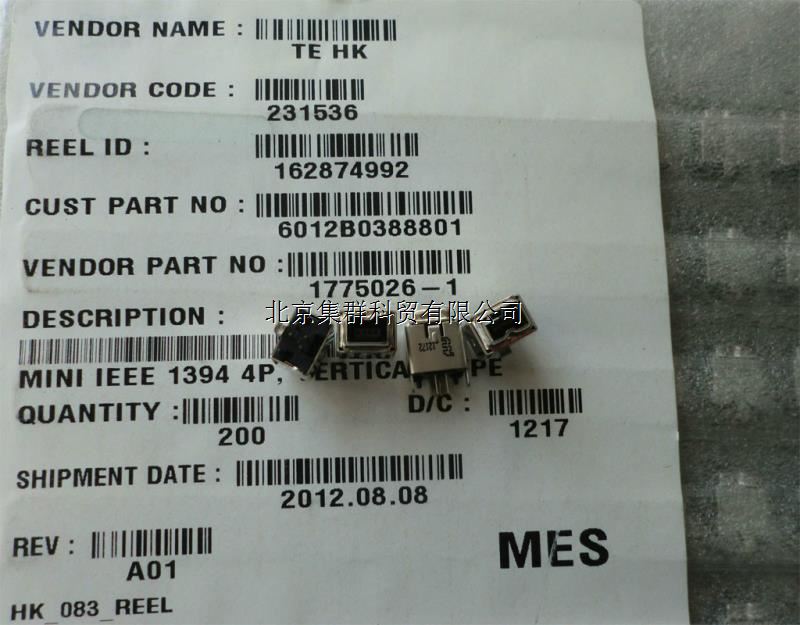 VENDOR NAME :
TE HK
VENDOR CODE :
231536
REEL ID :
162874992
CUST PART NO :
6012B0388801
VENDOR PART NO :
1775026-1
北京集群科贸有限公司
DESCRIPTION :
MINI IEEE 1394 4P, VERTICAL
QUANTITY :
200
D/C :
1217
SHIPMENT DATE :
2012.08.08
REV :
A01
MES
HK_083_REEL